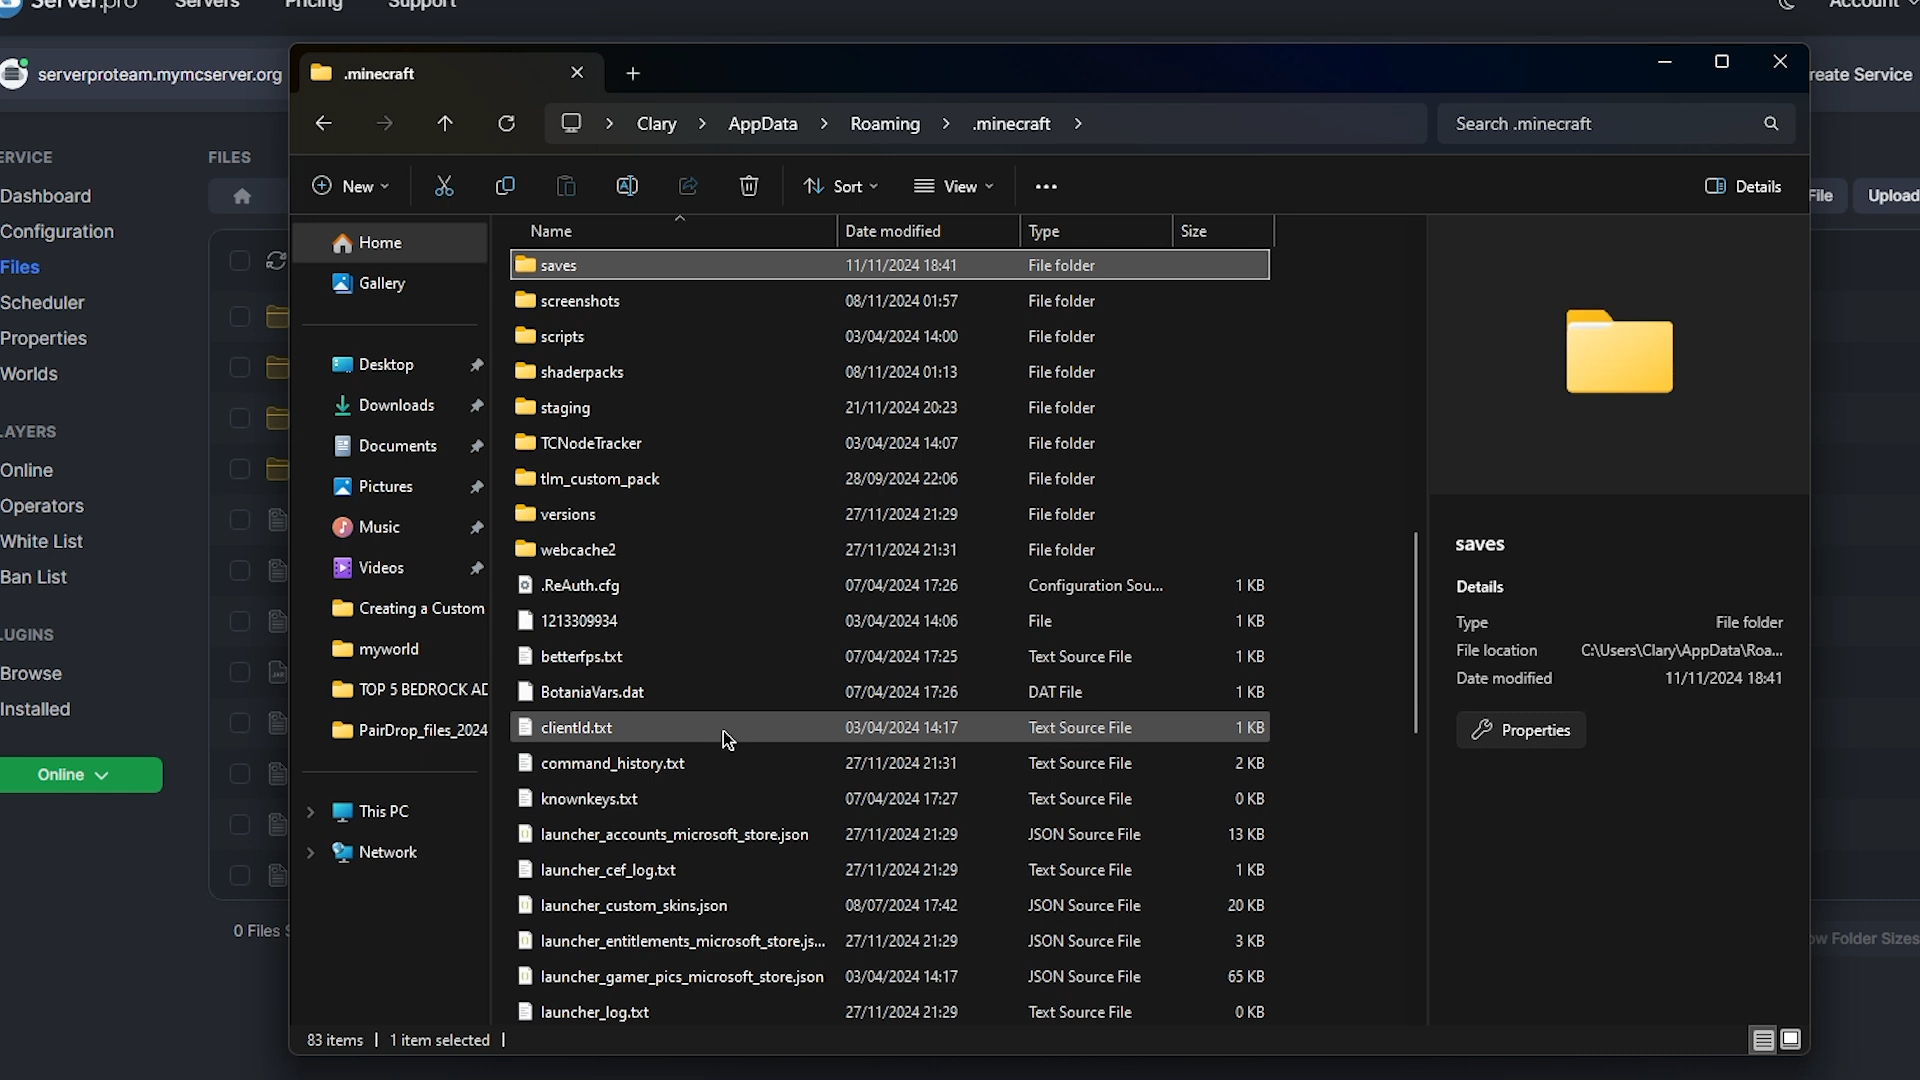 Server.pro Servers Pricing Support Account
serverproteam.mymcserver.org
reate Service
.minecraft
Clary > AppData > Roaming > .minecraft >
Search .minecraft
New Sort View Details
ERVICE
Dashboard
Configuration
Files
Scheduler
Properties
Worlds
LAYERS
Online
Operators
White List
Ban List
LUGINS
Browse
Installed
Online
FILES
0 Files S
File Upload
ow Folder Sizes
Home
Gallery
Desktop
Downloads
Documents
Pictures
Music
Videos
Creating a Custom
myworld
TOP 5 BEDROCK AD
PairDrop_files_2024
This PC
Network
Name Date modified Type Size
saves 11/11/2024 18:41 File folder
screenshots 08/11/2024 01:57 File folder
scripts 03/04/2024 14:00 File folder
shaderpacks 08/11/2024 01:13 File folder
staging 21/11/2024 20:23 File folder
TCNodeTracker 03/04/2024 14:07 File folder
tlm_custom_pack 28/09/2024 22:06 File folder
versions 27/11/2024 21:29 File folder
webcache2 27/11/2024 21:31 File folder
.ReAuth.cfg 07/04/2024 17:26 Configuration Sou... 1 KB
1213309934 03/04/2024 14:06 File 1 KB
betterfps.txt 07/04/2024 17:25 Text Source File 1 KB
BotaniaVars.dat 07/04/2024 17:26 DAT File 1 KB
clientId.txt 03/04/2024 14:17 Text Source File 1 KB
command_history.txt 27/11/2024 21:31 Text Source File 2 KB
knownkeys.txt 07/04/2024 17:27 Text Source File 0 KB
launcher_accounts_microsoft_store.json 27/11/2024 21:29 JSON Source File 13 KB
launcher_cef_log.txt 27/11/2024 21:29 Text Source File 1 KB
launcher_custom_skins.json 08/07/2024 17:42 JSON Source File 20 KB
launcher_entitlements_microsoft_store.js... 27/11/2024 21:29 JSON Source File 3 KB
launcher_gamer_pics_microsoft_store.json 03/04/2024 14:17 JSON Source File 65 KB
launcher_log.txt 27/11/2024 21:29 Text Source File 0 KB
saves
Details
Type File folder
File location C:\Users\Clary\AppData\Roa...
Date modified 11/11/2024 18:41
Properties
83 items | 1 item selected |